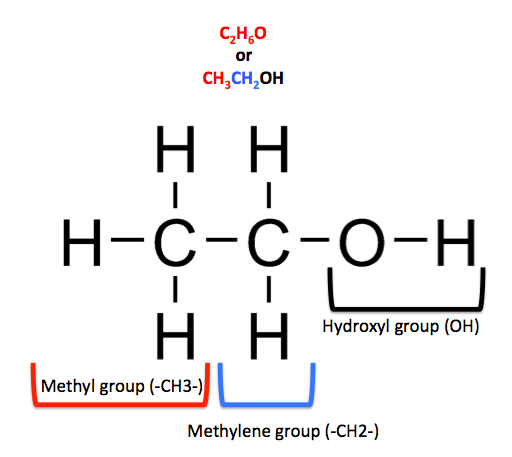 C₂H₆O
or
CH₃CH₂OH
H H
H–C–C–O–H
H H
Hydroxyl group (OH)
Methyl group (-CH3-)
Methylene group (-CH2-)